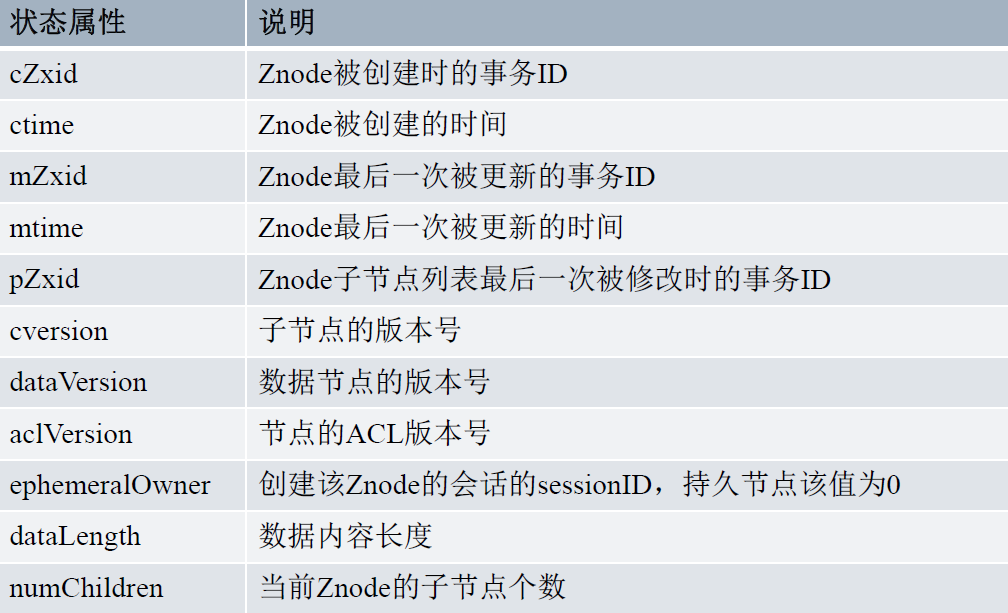 状态属性 说明
cZxid Znode被创建时的事务ID
ctime Znode被创建的时间
mZxid Znode最后一次被更新的事务ID
mtime Znode最后一次被更新的时间
pZxid Znode子节点列表最后一次被修改时的事务ID
cversion 子节点的版本号
dataVersion 数据节点的版本号
aclVersion 节点的ACL版本号
ephemeralOwner 创建该Znode的会话的sessionID，持久节点该值为0
dataLength 数据内容长度
numChildren 当前Znode的子节点个数